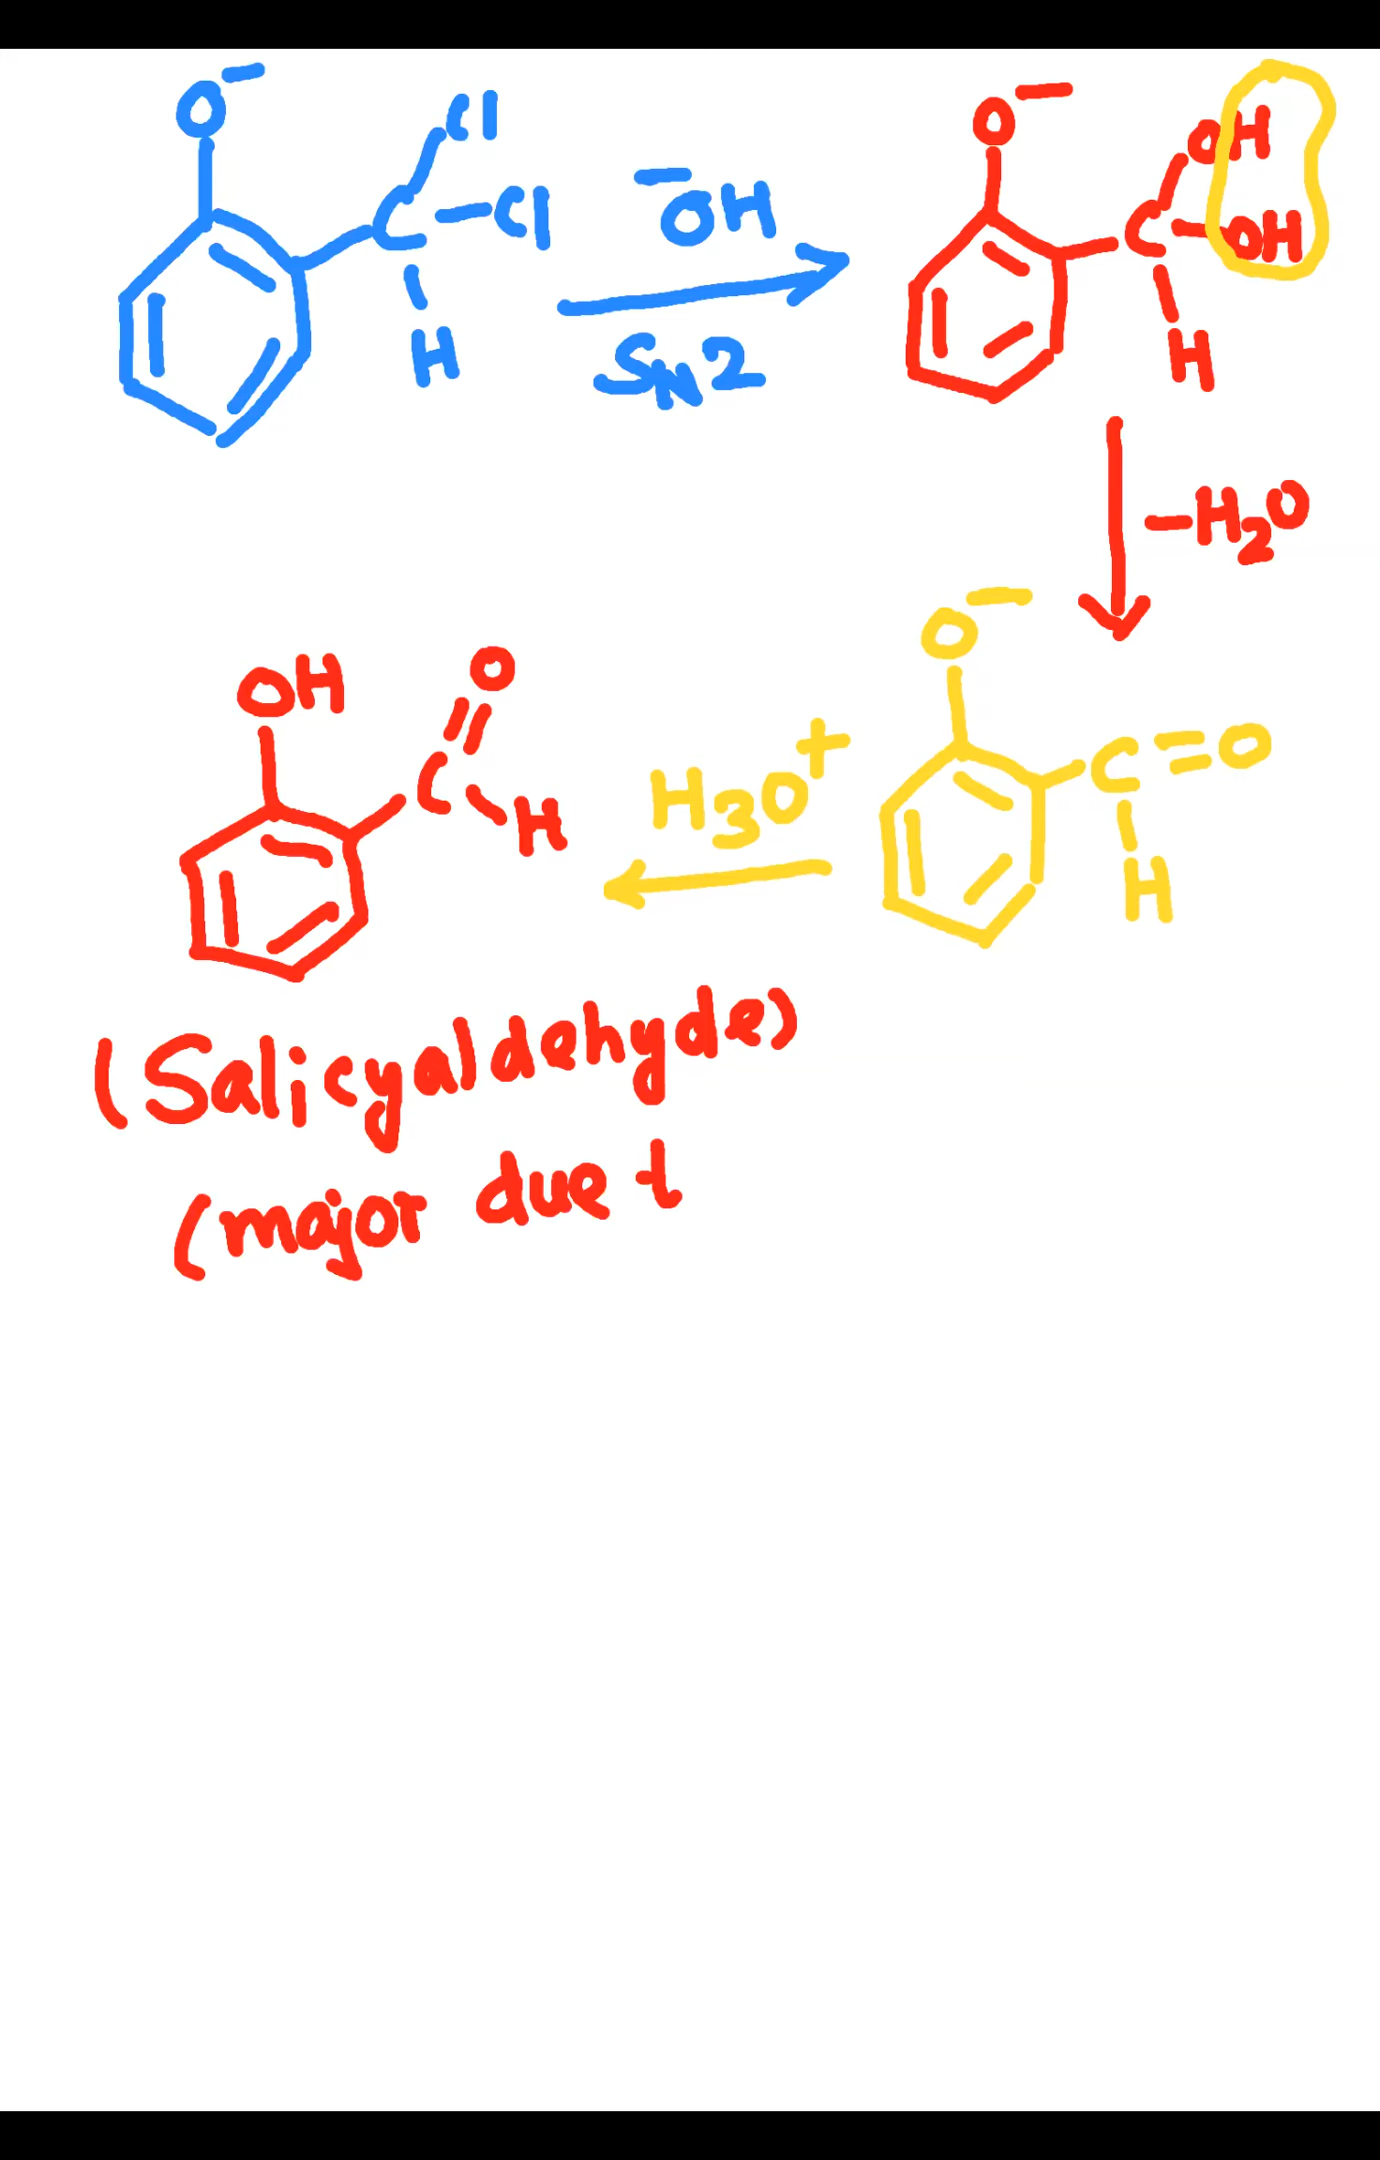 O⁻
Cl
C-Cl
H
⁻OH
SN2
O⁻
OH
C-OH
H
-H2O
O⁻
C=O
H
H3O+
OH
O
C
H
(Salicyaldehyde)
(major due t